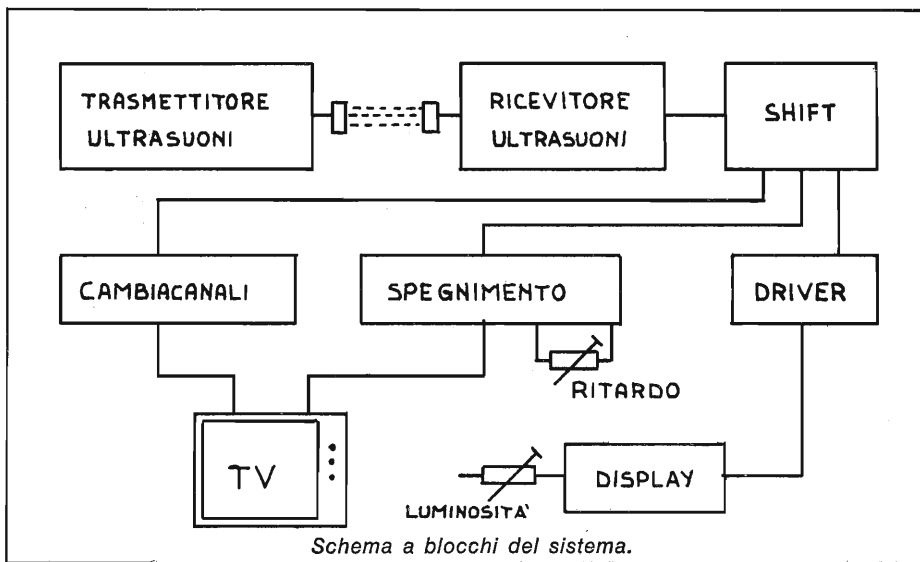 TRASMETTITORE
ULTRASUONI
RICEVITORE
ULTRASUONI
SHIFT
CAMBIACANALI
SPEGNIMENTO
DRIVER
RITARDO
TV
LUMINOSITA'
DISPLAY
Schema a blocchi del sistema.